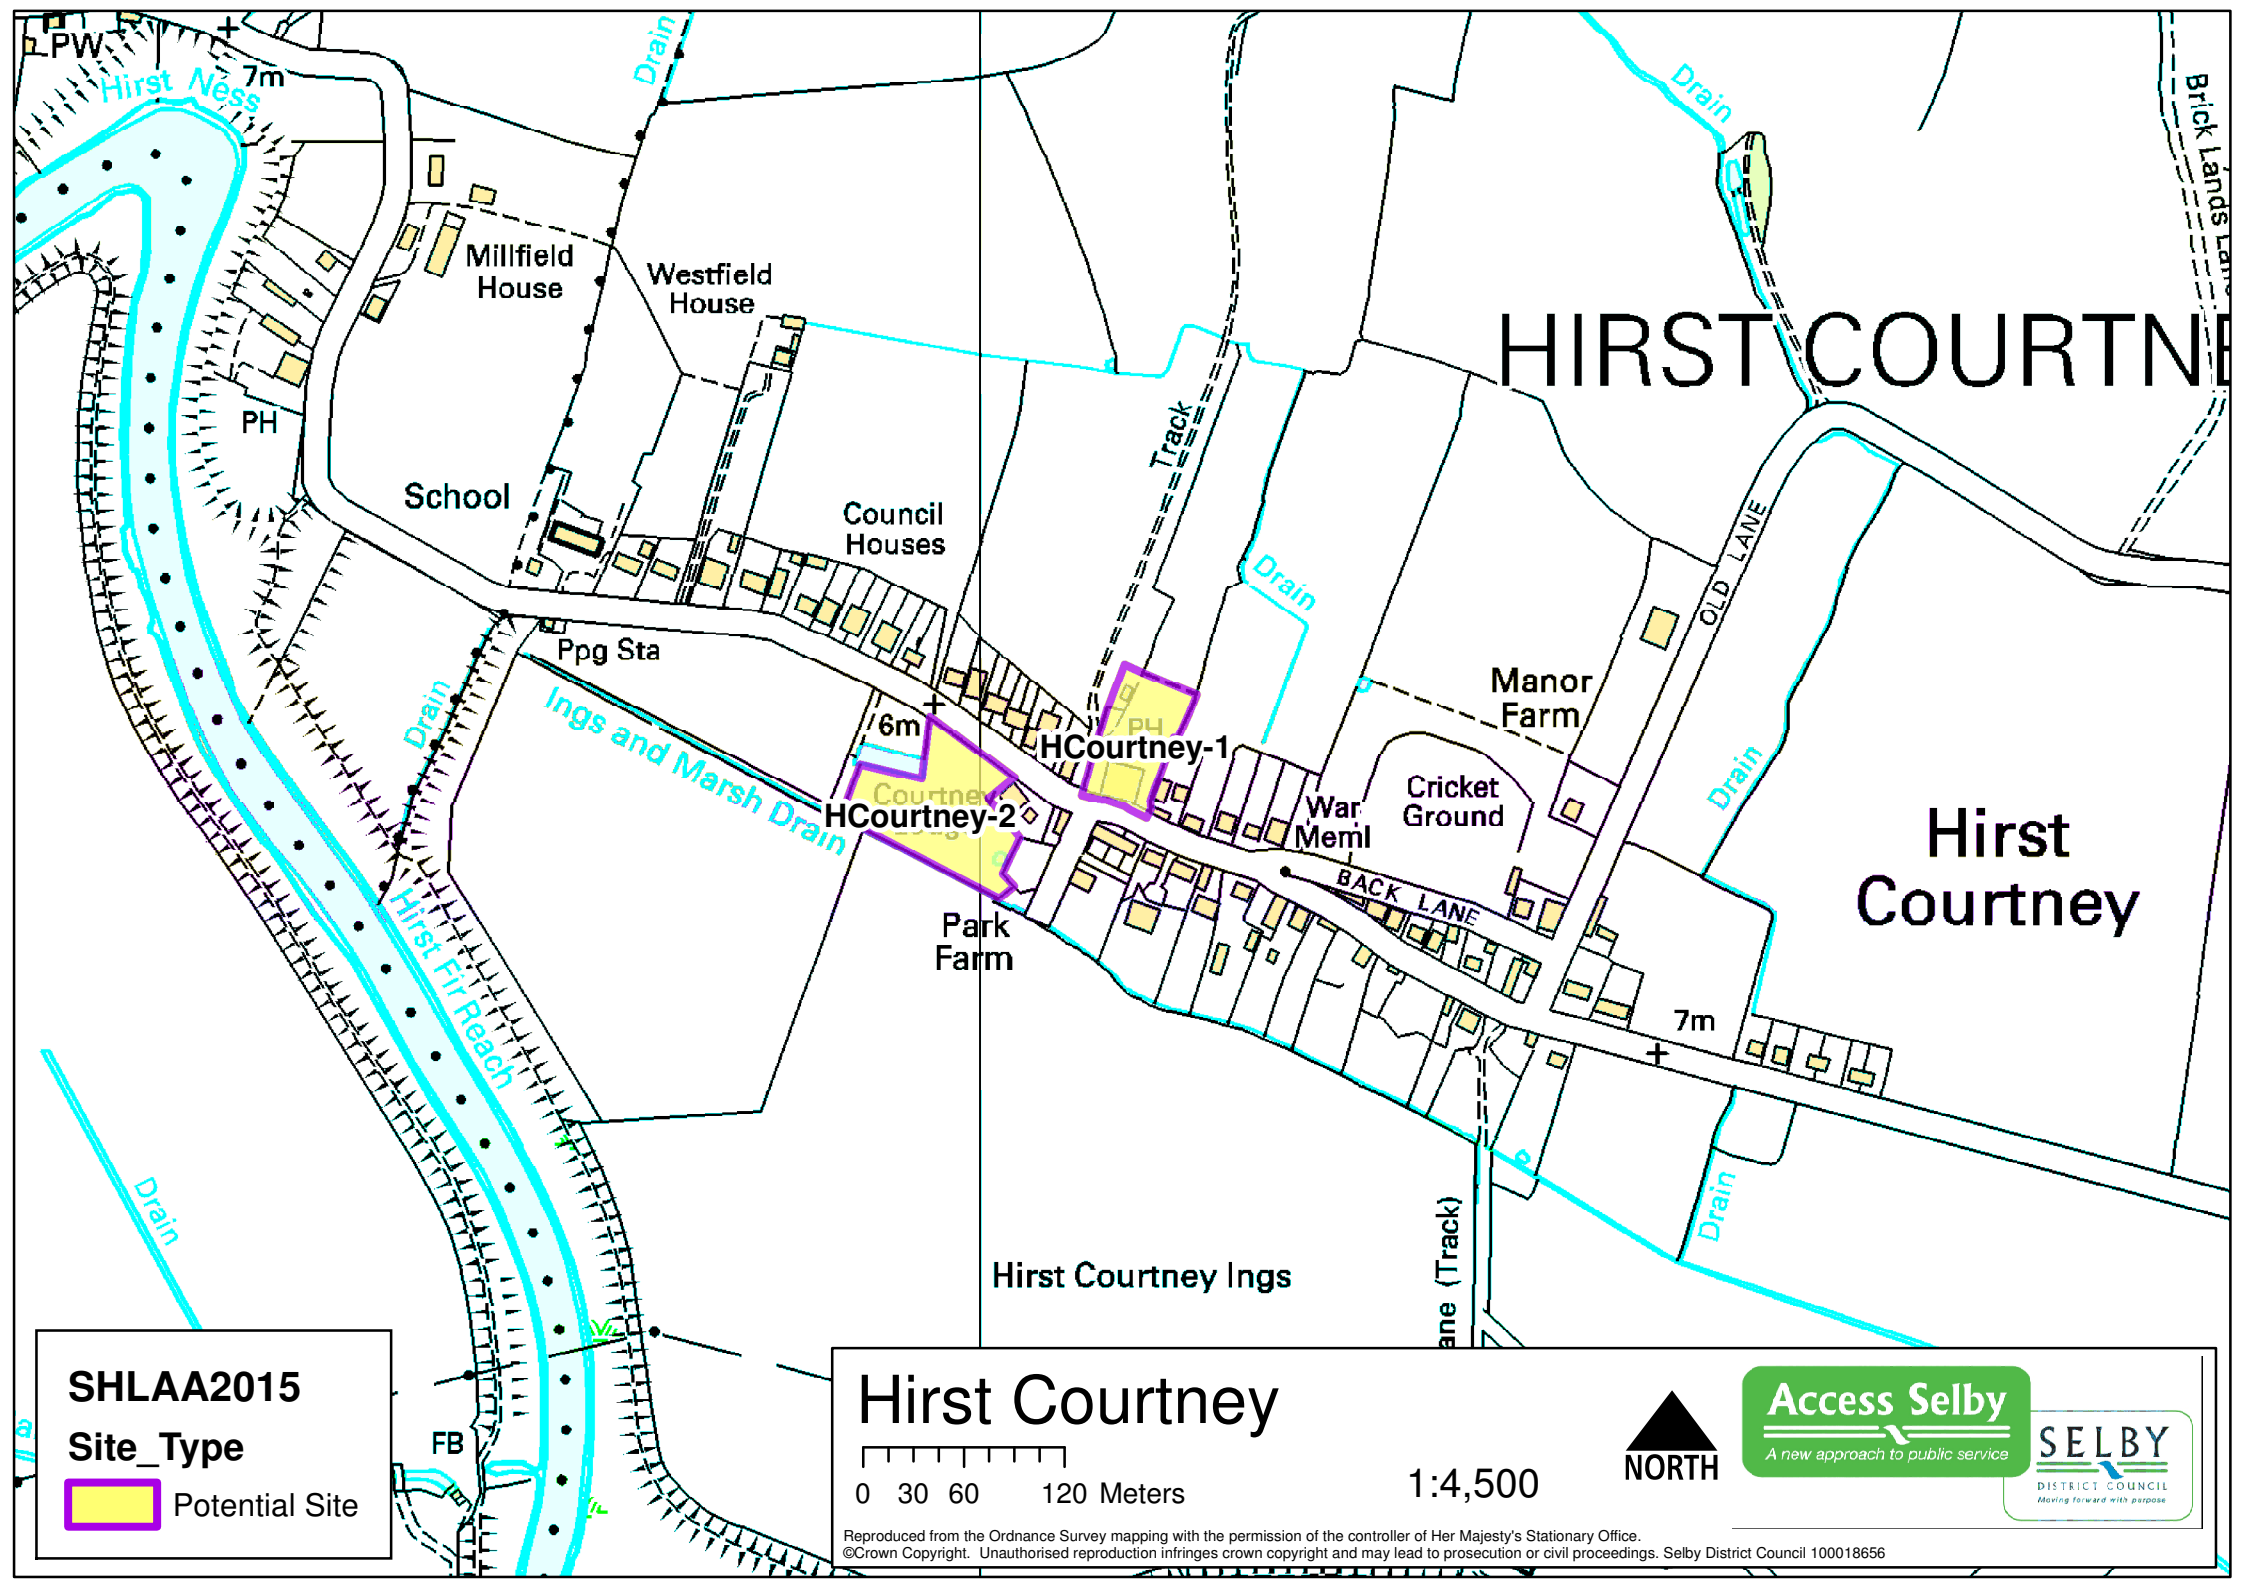 PW
Hirst Ness
7m
Drain
Drain
Brick Lands
Millfield
House
Westfield
House
HIRST COURTNE
PH
Track
School
Council
Houses
OLD LANE
Drain
Ppg Sta
Manor
Farm
Drain
Ings and Marsh Drain
6m
PH
HCourtney-1
Courtney
HCourtney-2
War
Meml
Cricket
Ground
Drain
Hirst
Courtney
BACK LANE
Hirst Fir Reach
Park
Farm
7m
Drain
Drain
Hirst Courtney Ings
ane (Track)
FB
SHLAA2015
Site_Type
Potential Site
Hirst Courtney
0 30 60 120 Meters
1:4,500
NORTH
Access Selby
A new approach to public service
SELBY
DISTRICT COUNCIL
Moving forward with purpose
Reproduced from the Ordnance Survey mapping with the permission of the controller of Her Majesty's Stationary Office.
©Crown Copyright. Unauthorised reproduction infringes crown copyright and may lead to prosecution or civil proceedings. Selby District Council 100018656